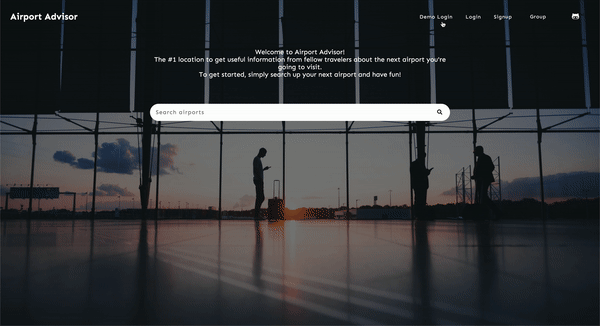 Airport Advisor
Demo Login Login Signup Group
Welcome to Airport Advisor!
The #1 location to get useful information from fellow travelers about the next airport you're
going to visit.
To get started, simply search up your next airport and have fun!
Search airports